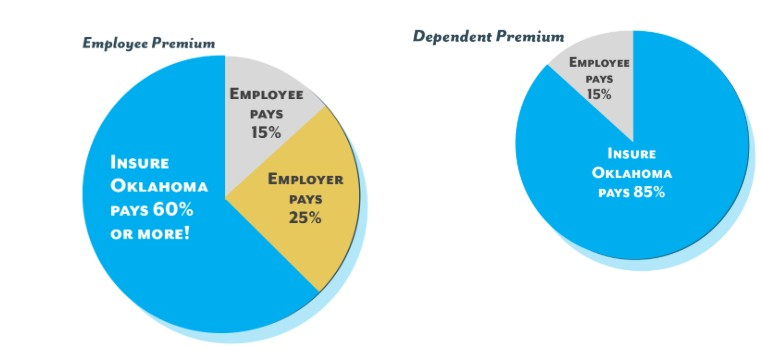 Employee Premium
Employee
pays
15%
Employer
pays
25%
Insure
Oklahoma
pays 60%
or more!
Dependent Premium
Employee
pays
15%
Insure
Oklahoma
pays 85%